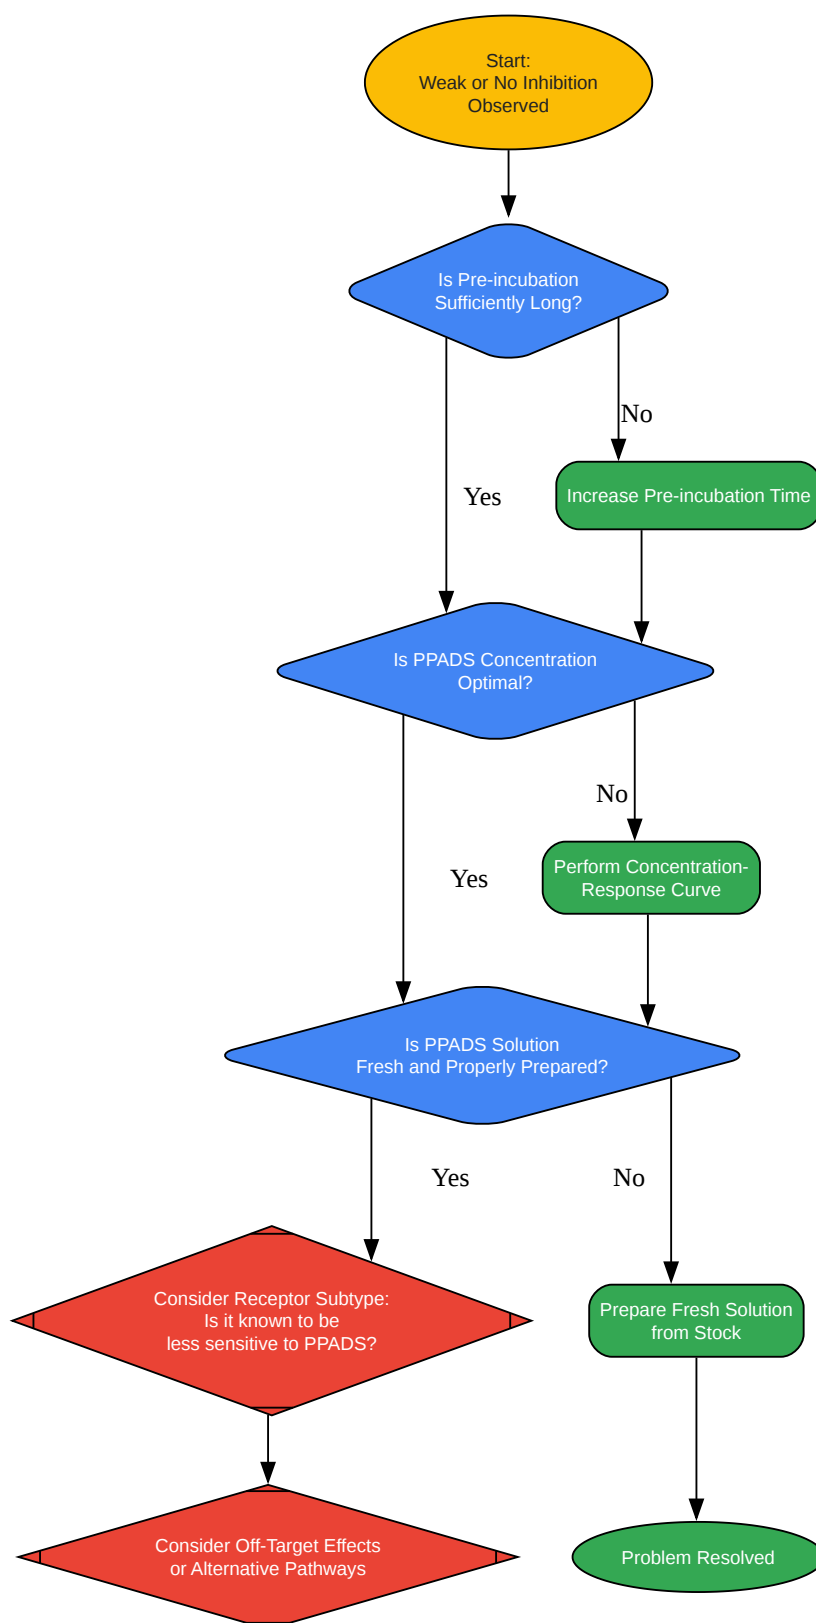 Start:
Weak or No Inhibition
Observed
Is Pre-incubation
Sufficiently Long?
No
Yes
Increase Pre-incubation Time
Is PPADS Concentration
Optimal?
No
Yes
Perform Concentration-
Response Curve
Is PPADS Solution
Fresh and Properly Prepared?
Yes
No
Consider Receptor Subtype:
Is it known to be
less sensitive to PPADS?
Prepare Fresh Solution
from Stock
Consider Off-Target Effects
or Alternative Pathways
Problem Resolved